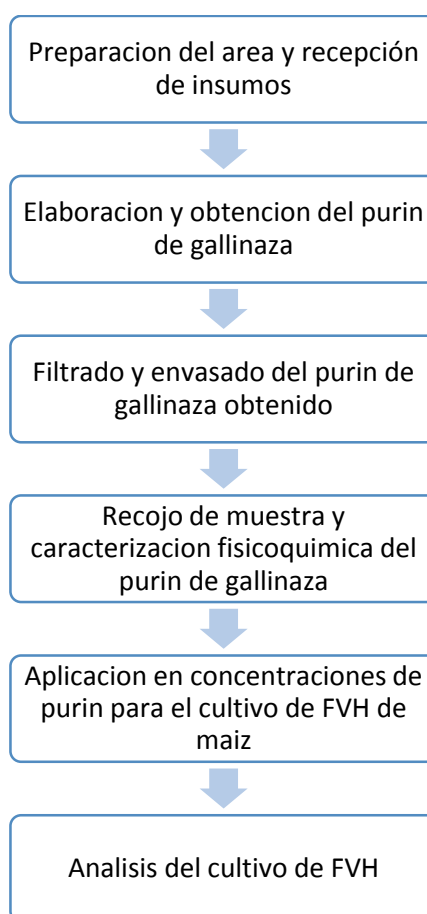 Preparacion del area y recepción
de insumos
Elaboracion y obtencion del purin
de gallinaza
Filtrado y envasado del purin de
gallinaza obtenido
Recojo de muestra y
caracterizacion fisicoquimica del
purin de gallinaza
Aplicacion en concentraciones de
purin para el cultivo de FVH de
maiz
Analisis del cultivo de FVH